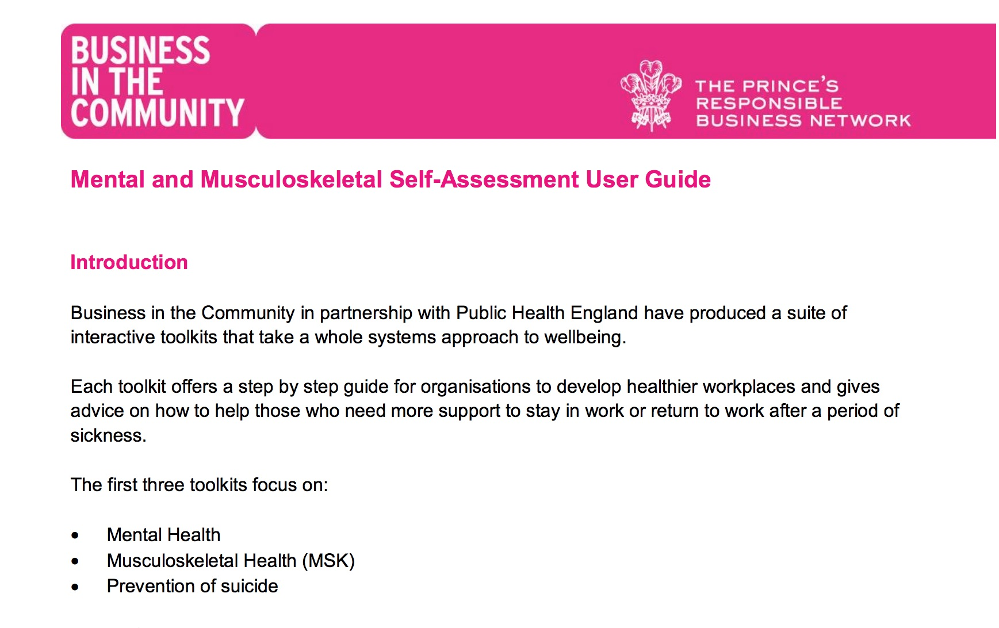 BUSINESS
IN THE
COMMUNITY
THE PRINCE'S
RESPONSIBLE
BUSINESS NETWORK
Mental and Musculoskeletal Self-Assessment User Guide
Introduction
Business in the Community in partnership with Public Health England have produced a suite of
interactive toolkits that take a whole systems approach to wellbeing.
Each toolkit offers a step by step guide for organisations to develop healthier workplaces and gives
advice on how to help those who need more support to stay in work or return to work after a period of
sickness.
The first three toolkits focus on:
• Mental Health
• Musculoskeletal Health (MSK)
• Prevention of suicide